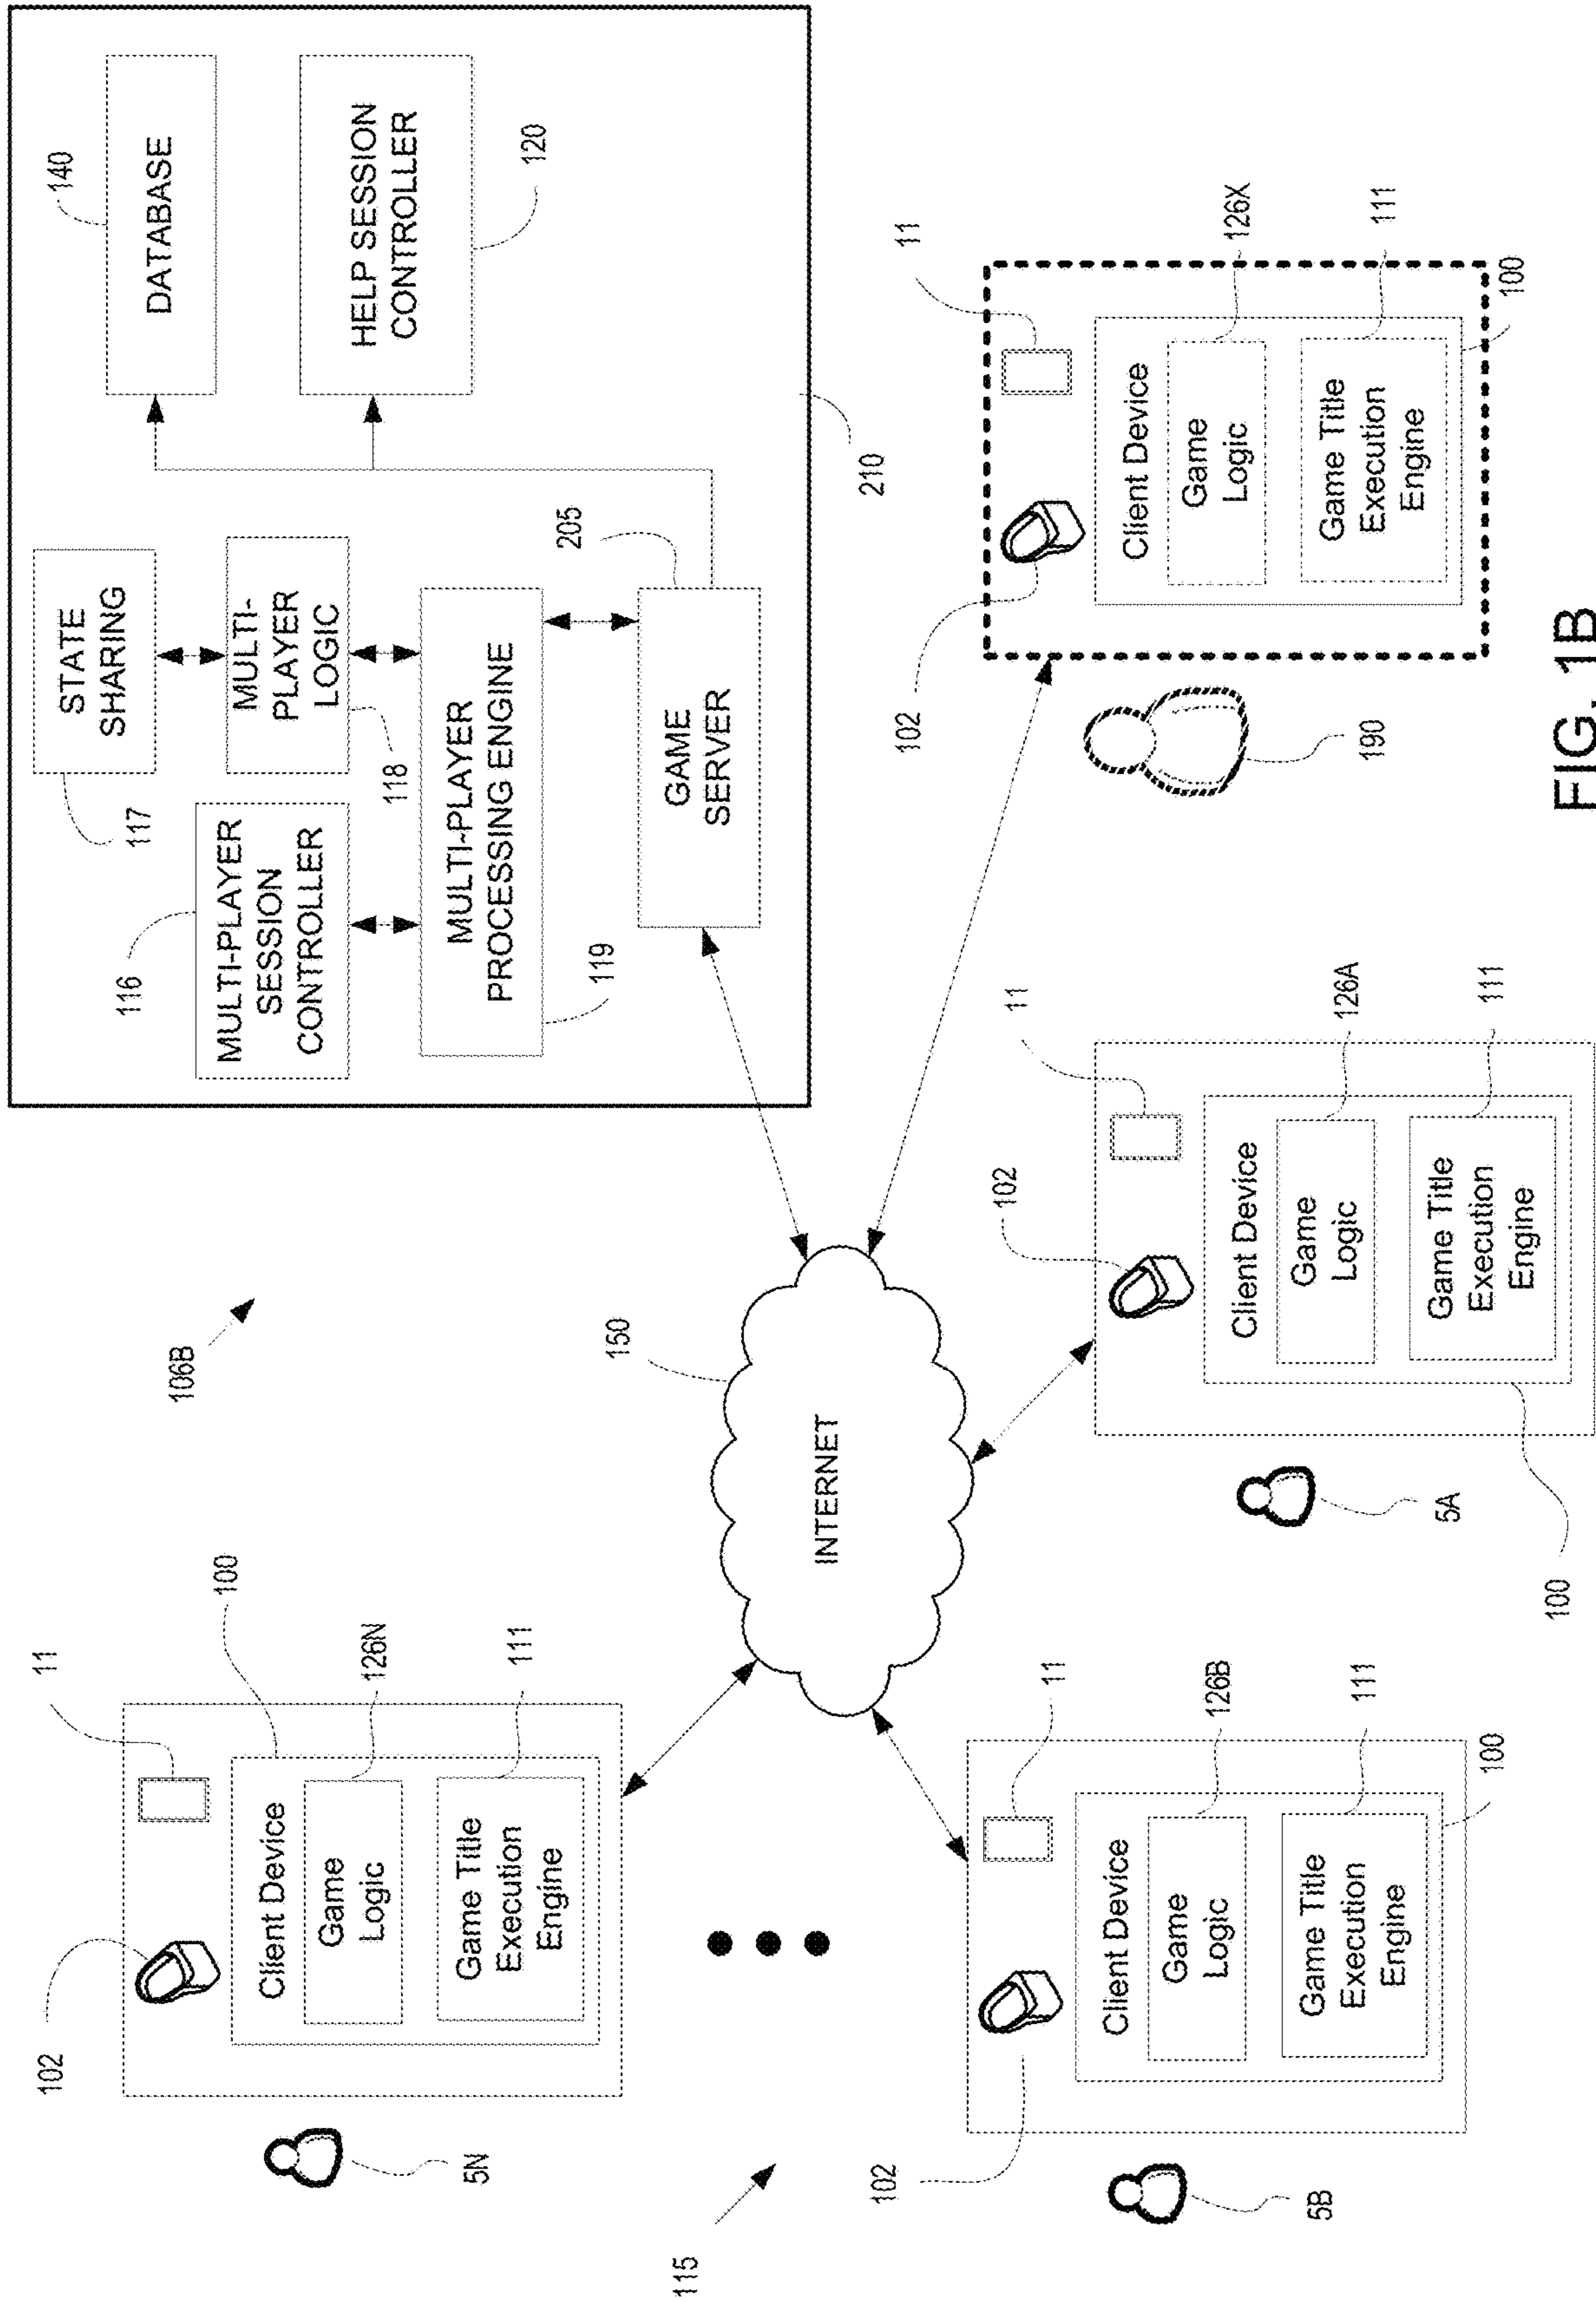 106B
116
MULTI-PLAYER
SESSION
CONTROLLER
117
STATE
SHARING
MULTI-
PLAYER
LOGIC
118
MULTI-PLAYER
PROCESSING ENGINE
119
205
GAME
SERVER
140
DATABASE
HELP SESSION
CONTROLLER
120
210
102
11
100
Client Device
Game
Logic
126N
Game Title
Execution
Engine
111
5N
150
INTERNET
115
102
11
Client Device
Game
Logic
126B
Game Title
Execution
Engine
111
100
5B
102
11
Client Device
Game
Logic
126A
Game Title
Execution
Engine
111
100
5A
102
11
Client Device
Game
Logic
126X
Game Title
Execution
Engine
111
100
190
FIG. 1B